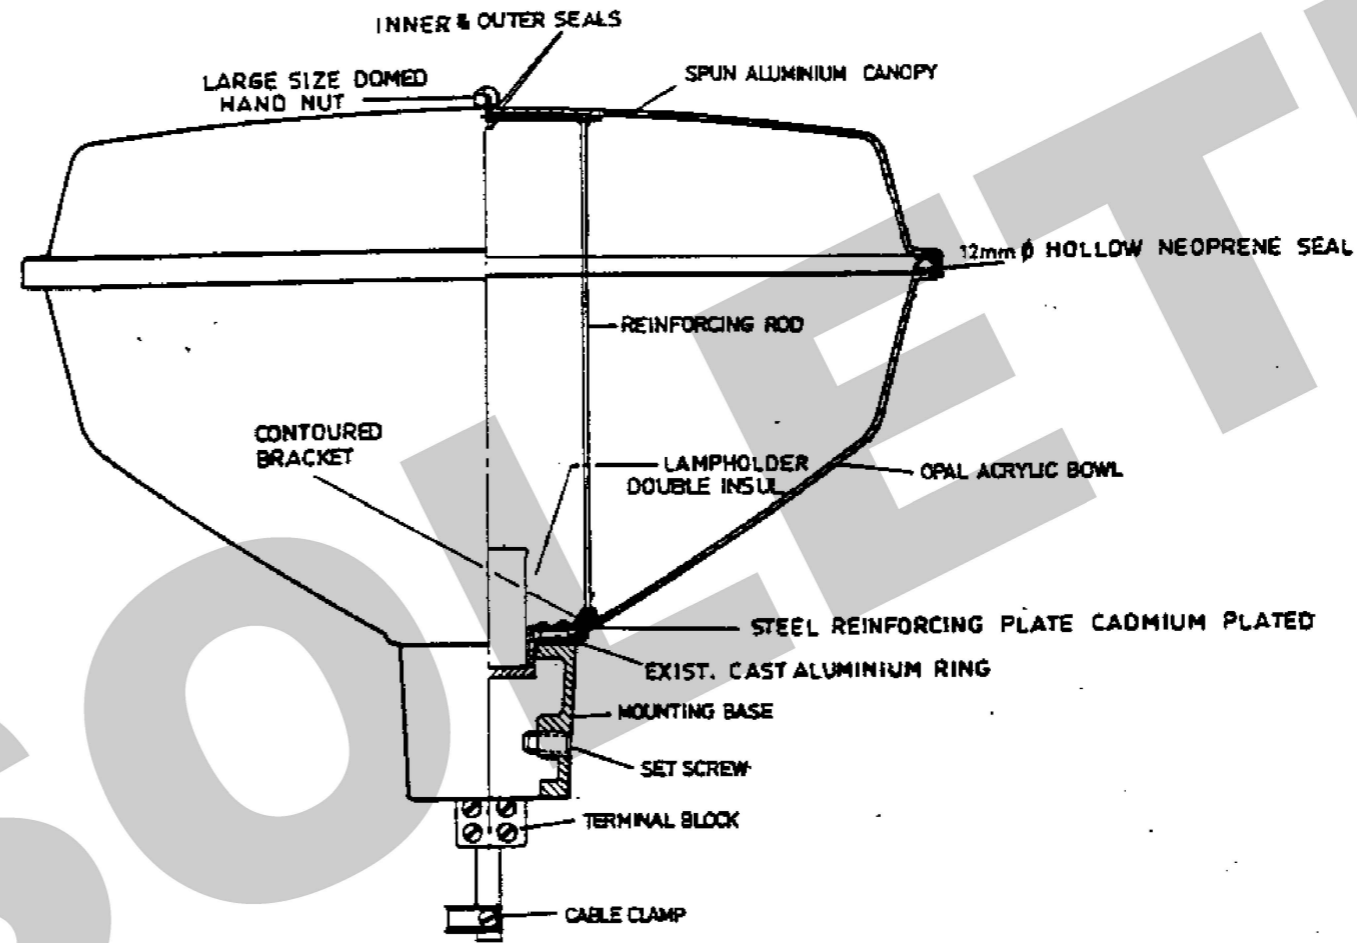 INNER & OUTER SEALS
LARGE SIZE DOMED
HAND NUT
SPUN ALUMINIUM CANOPY
12mm ϕ HOLLOW NEOPRENE SEAL
REINFORCING ROD
CONTOURED
BRACKET
LAMPHOLDER
DOUBLE INSUL
OPAL ACRYLIC BOWL
STEEL REINFORCING PLATE CADMIUM PLATED
EXIST. CAST ALUMINIUM RING
MOUNTING BASE
SET SCREW
TERMINAL BLOCK
CABLE CLAMP
SOLET